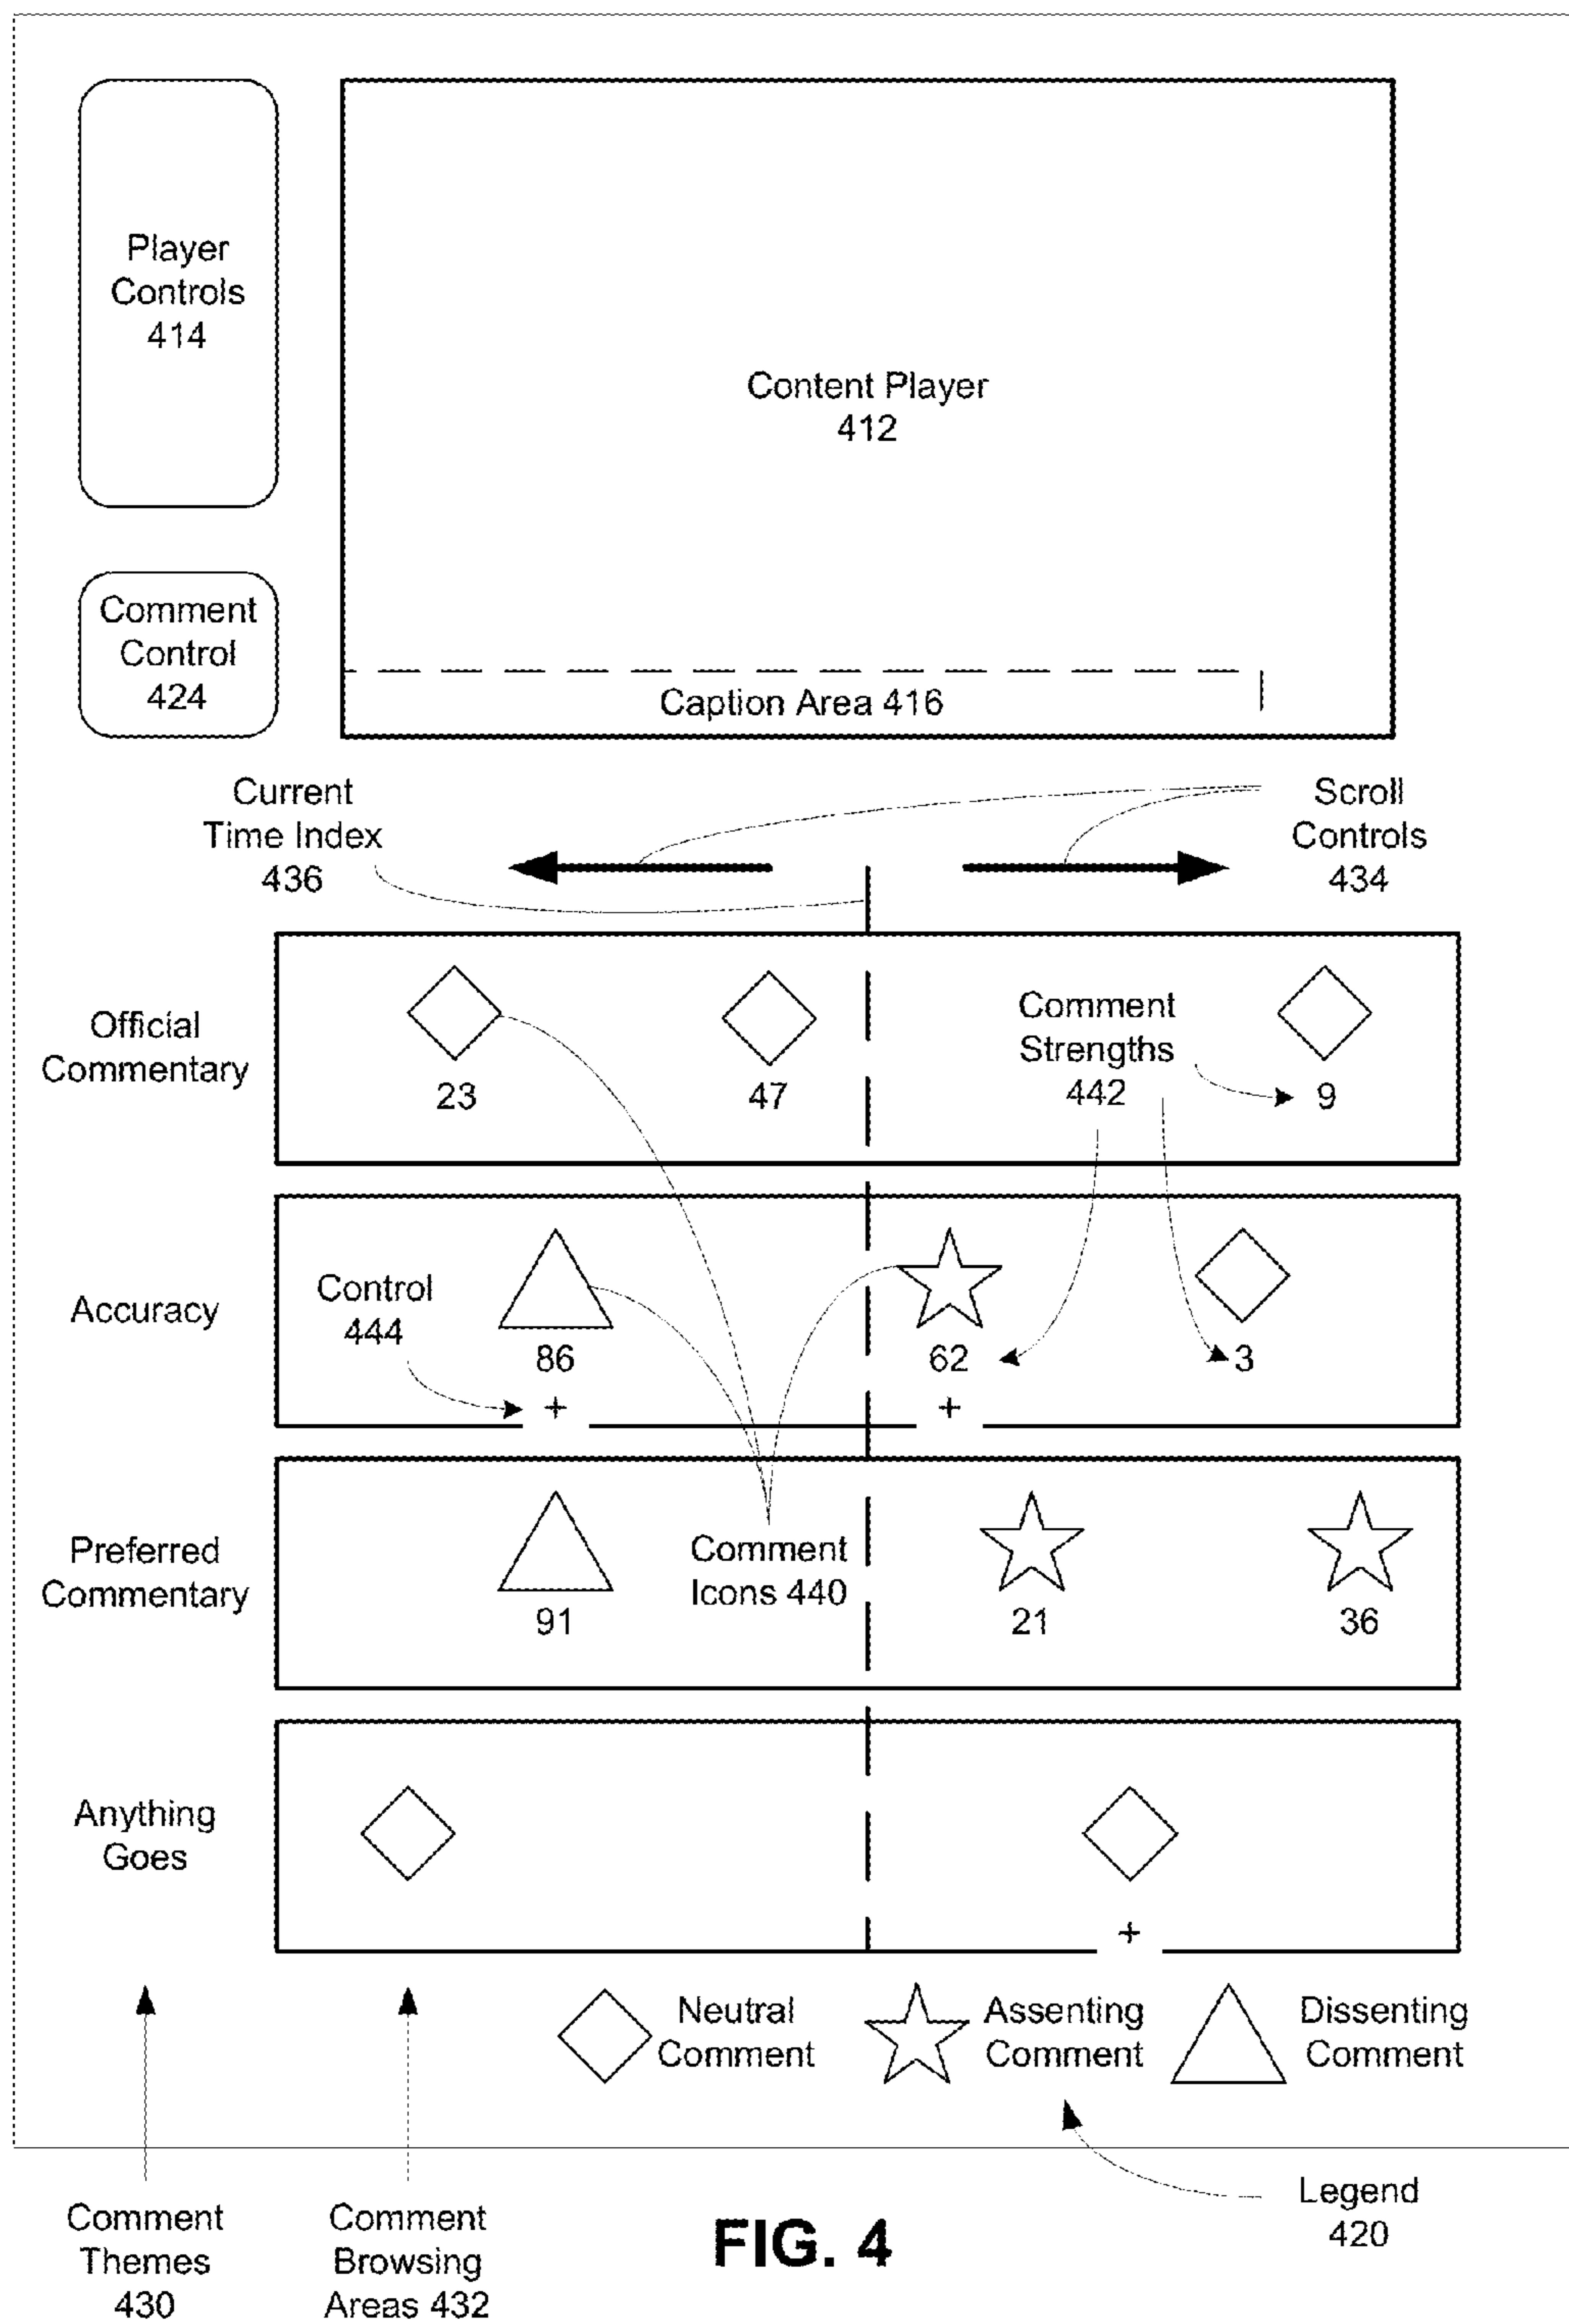 Player
Controls
414
Content Player
412
Comment
Control
424
Caption Area 416
Current
Time Index
436
Scroll
Controls
434
Official
Commentary
23
47
Comment
Strengths
442
9
Accuracy
Control
444
86
+
62
+
3
Preferred
Commentary
91
Comment
Icons 440
21
36
Anything
Goes
+
Neutral
Comment
Assenting
Comment
Dissenting
Comment
Comment
Themes
430
Comment
Browsing
Areas 432
FIG. 4
Legend
420